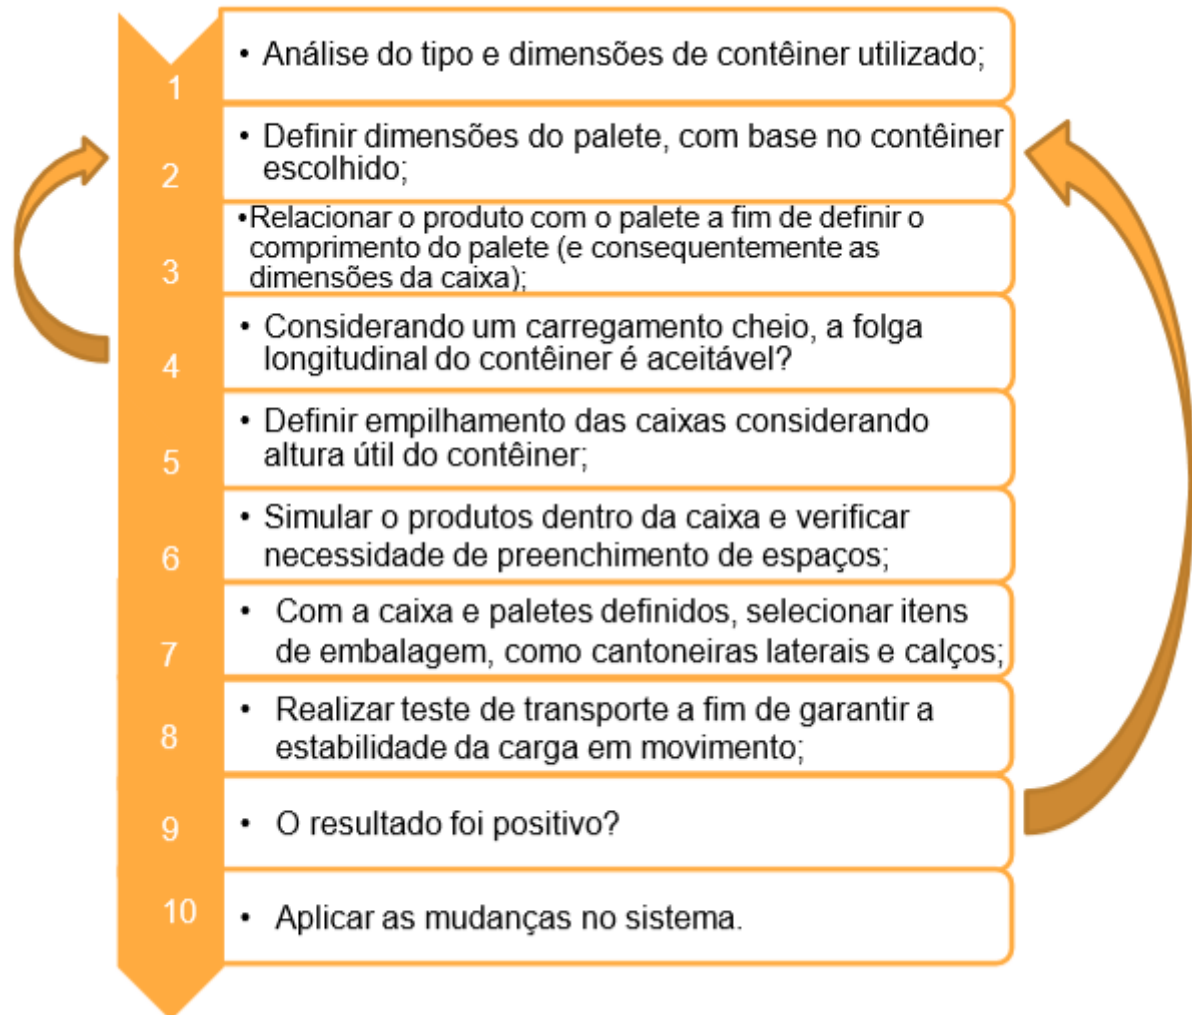 1
• Análise do tipo e dimensões de contêiner utilizado;
2
• Definir dimensões do palete, com base no contêiner
escolhido;
3
•Relacionar o produto com o palete a fim de definir o
comprimento do palete (e consequentemente as
dimensões da caixa);
4
• Considerando um carregamento cheio, a folga
longitudinal do contêiner é aceitável?
5
• Definir empilhamento das caixas considerando
altura útil do contêiner;
6
• Simular o produtos dentro da caixa e verificar
necessidade de preenchimento de espaços;
7
• Com a caixa e paletes definidos, selecionar itens
de embalagem, como cantoneiras laterais e calços;
8
• Realizar teste de transporte a fim de garantir a
estabilidade da carga em movimento;
9
• O resultado foi positivo?
10
• Aplicar as mudanças no sistema.